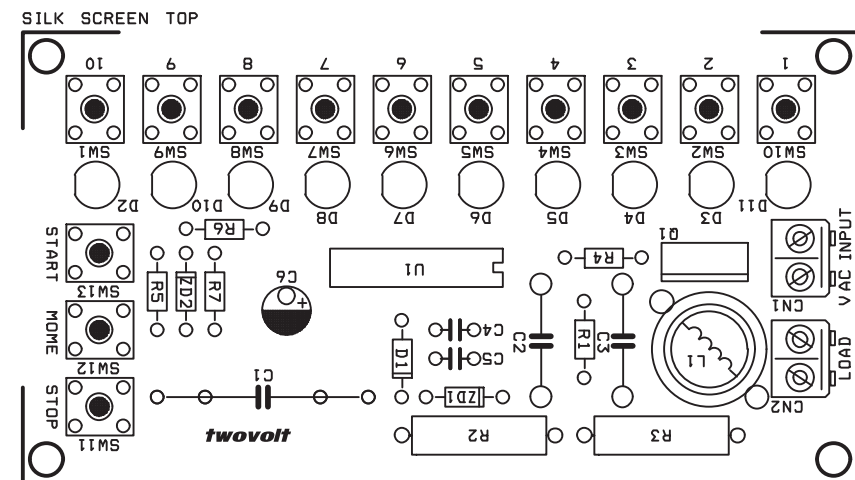 SILK SCREEN TOP
10 9 8 7 6 5 4 3 2 1
SW1 SW9 SW8 SW7 SW6 SW5 SW4 SW3 SW2 SW10
D2 D10 D9 D8 D7 D6 D5 D4 D3 D11
START
SW13
MOME
SW12
STOP
SW11
R6
R5
ZD2
R7
C6
+
U1
R4
Q1
V AC INPUT
CN1
LOAD
CN2
C4
C5
D1
C2
R1
C3
L1
C1
ZD1
twovolt
R2
R3